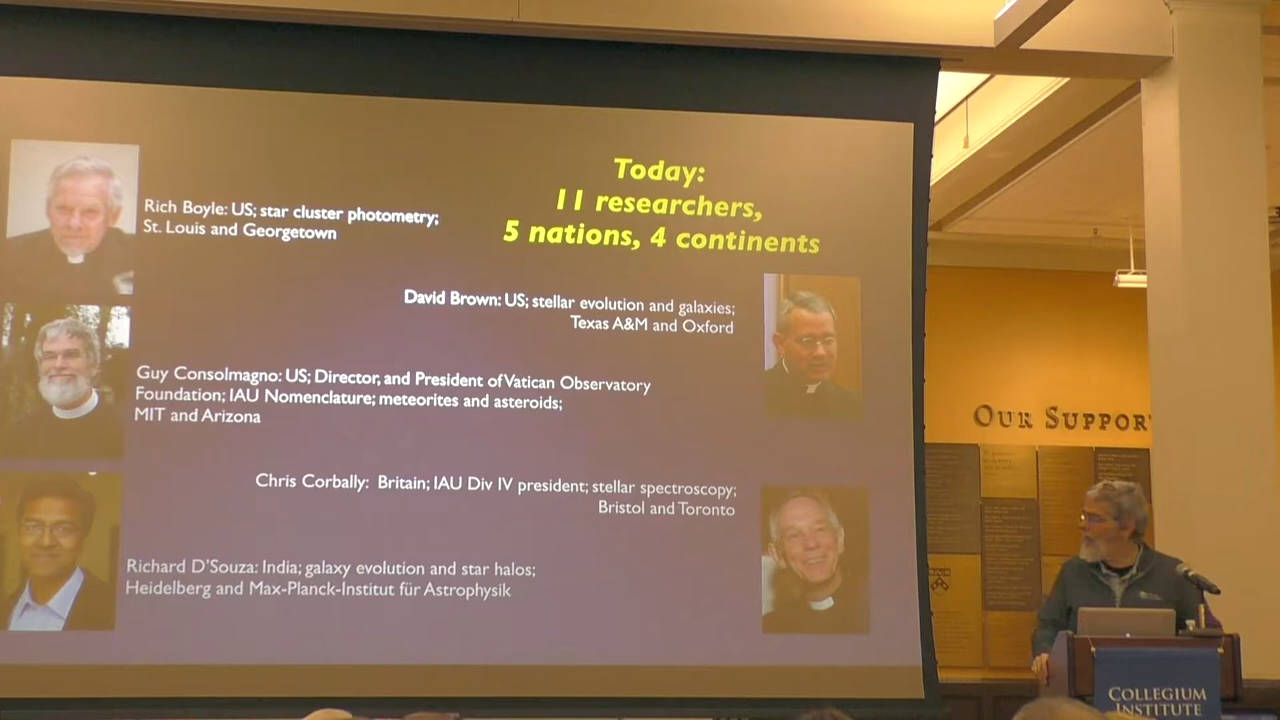 Today:
11 researchers,
5 nations, 4 continents
Rich Boyle: US; star cluster photometry;
St. Louis and Georgetown
David Brown: US; stellar evolution and galaxies;
Texas A&M and Oxford
Guy Consolmagno: US; Director, and President of Vatican Observatory
Foundation; IAU Nomenclature; meteorites and asteroids;
MIT and Arizona
Chris Corbally: Britain; IAU Div IV president; stellar spectroscopy;
Bristol and Toronto
Richard D'Souza: India; galaxy evolution and star halos;
Heidelberg and Max-Planck-Institut für Astrophysik
OUR SUPPOR
COLLEGIUM
INSTITUTE